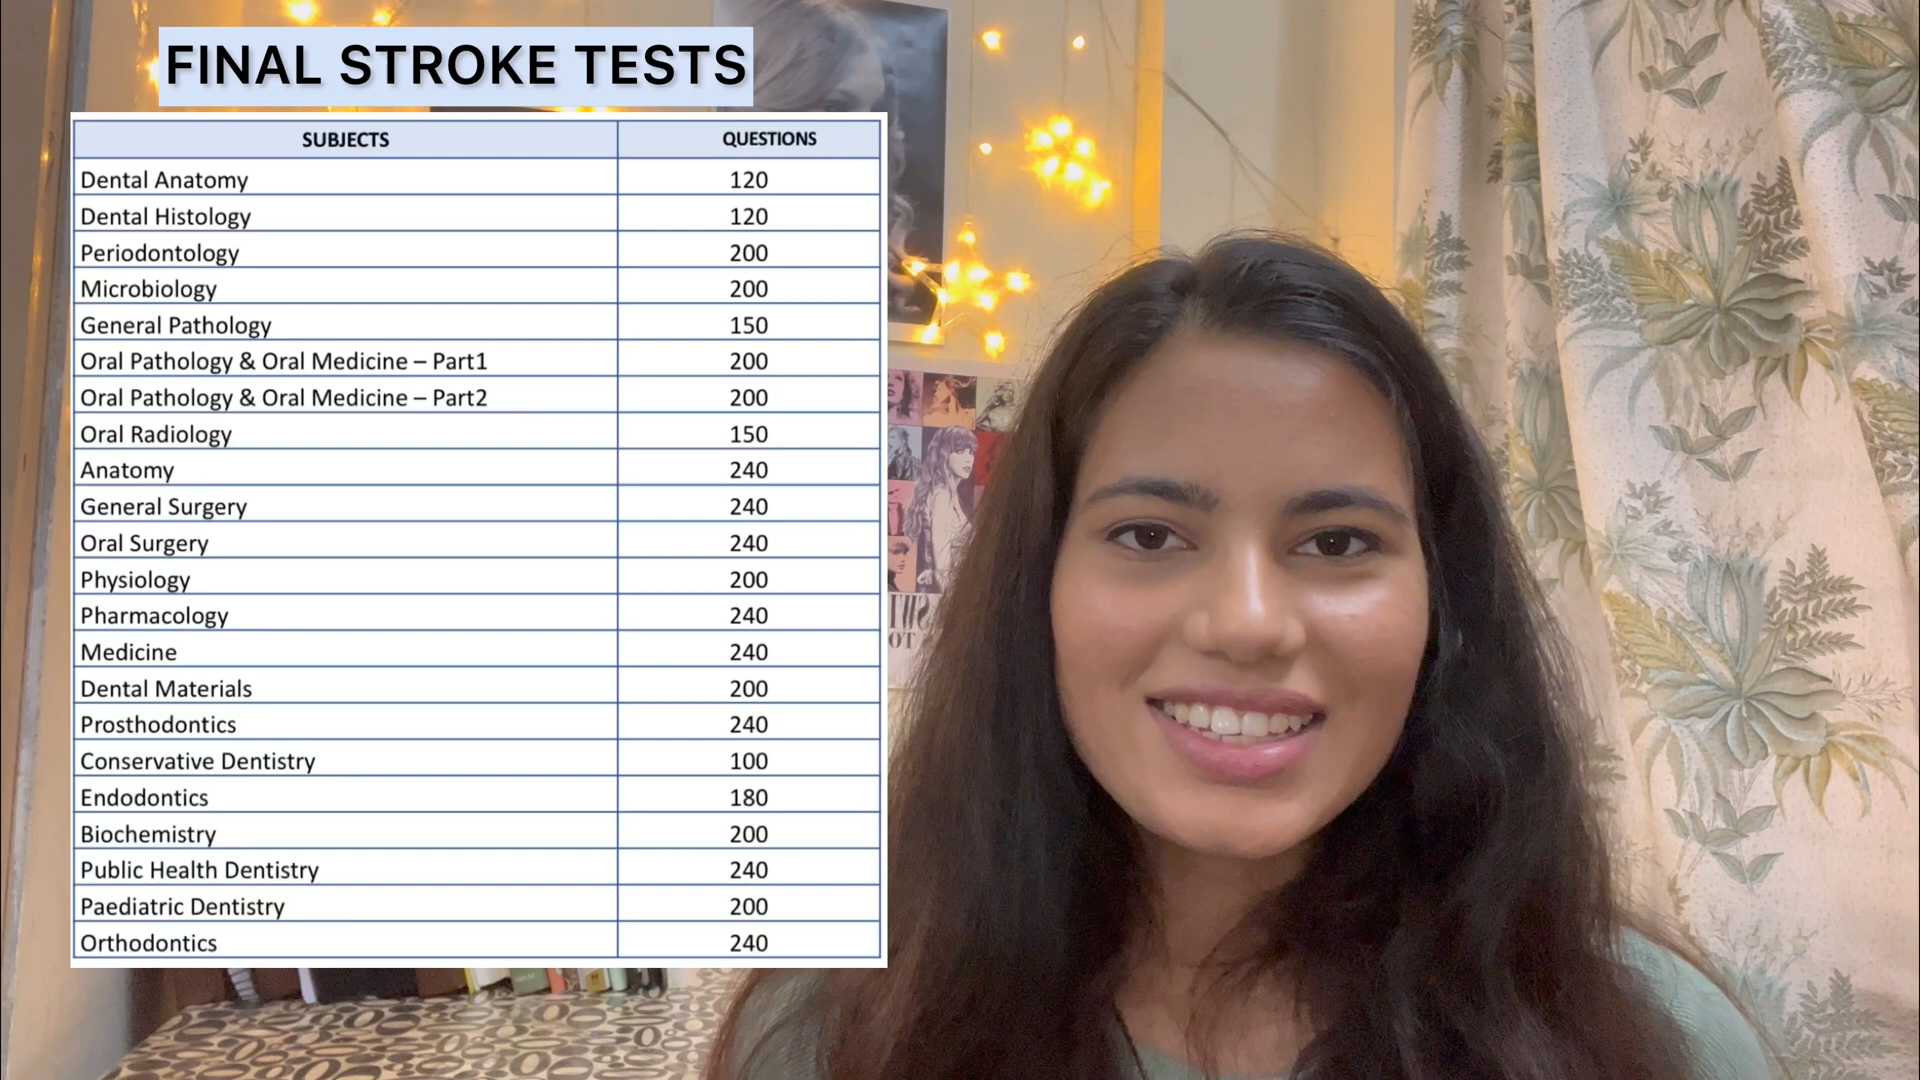 FINAL STROKE TESTS
SUBJECTS QUESTIONS
Dental Anatomy 120
Dental Histology 120
Periodontology 200
Microbiology 200
General Pathology 150
Oral Pathology & Oral Medicine – Part1 200
Oral Pathology & Oral Medicine – Part2 200
Oral Radiology 150
Anatomy 240
General Surgery 240
Oral Surgery 240
Physiology 200
Pharmacology 240
Medicine 240
Dental Materials 200
Prosthodontics 240
Conservative Dentistry 100
Endodontics 180
Biochemistry 200
Public Health Dentistry 240
Paediatric Dentistry 200
Orthodontics 240